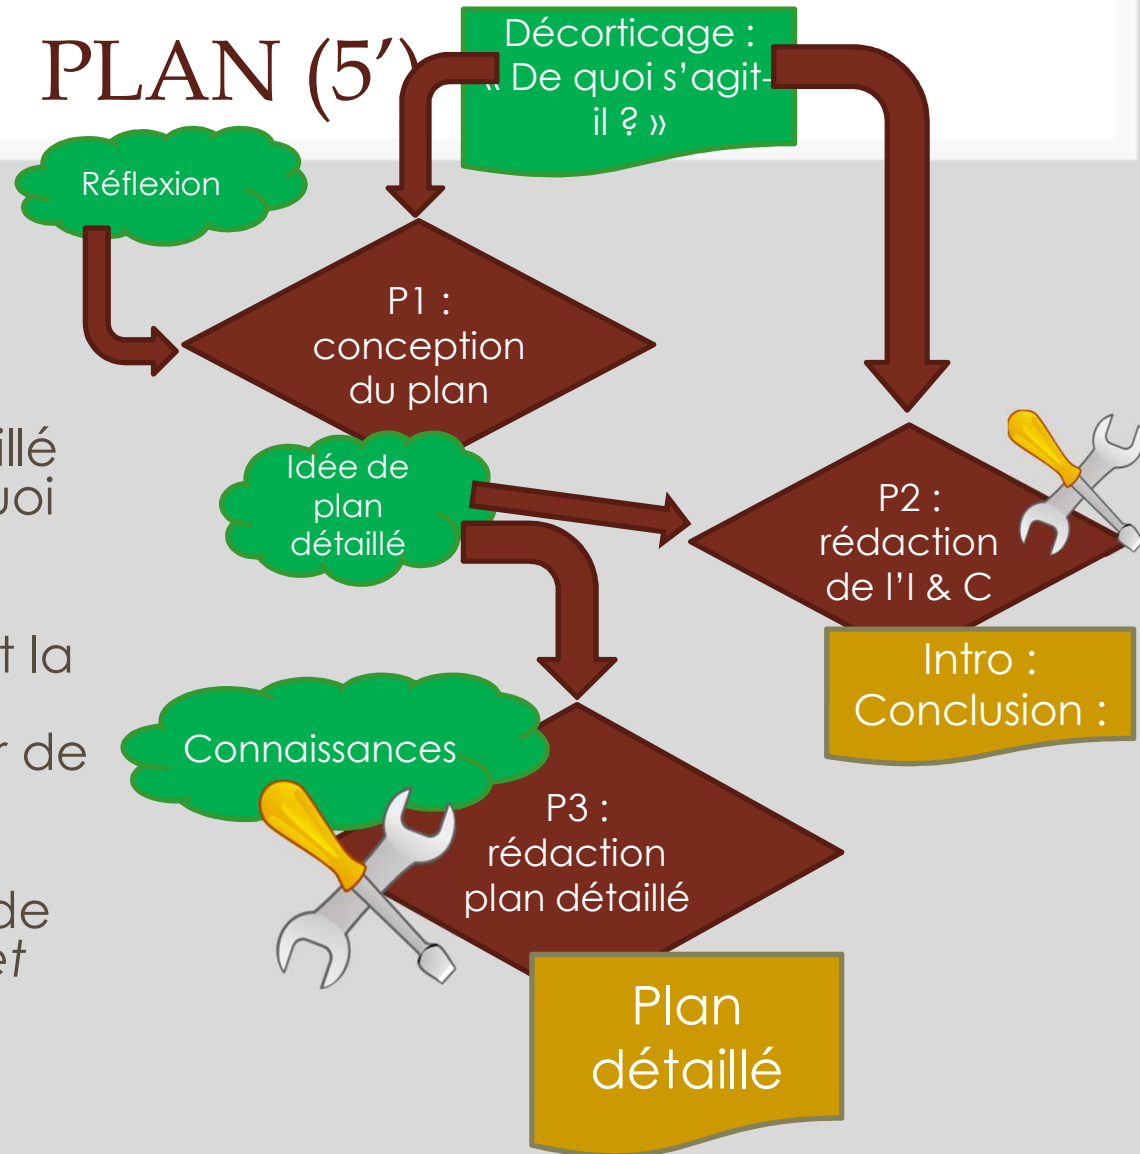 PLAN (5′)
Décorticage :
« De quoi s’agit-
il ? »
Réflexion
P1 :
conception
du plan
illé
uoi
Idée de
plan
détaillé
P2 :
rédaction
de l’I & C
t la
r de
Intro :
Conclusion :
Connaissances
P3 :
rédaction
plan détaillé
de
et
Plan
détaillé